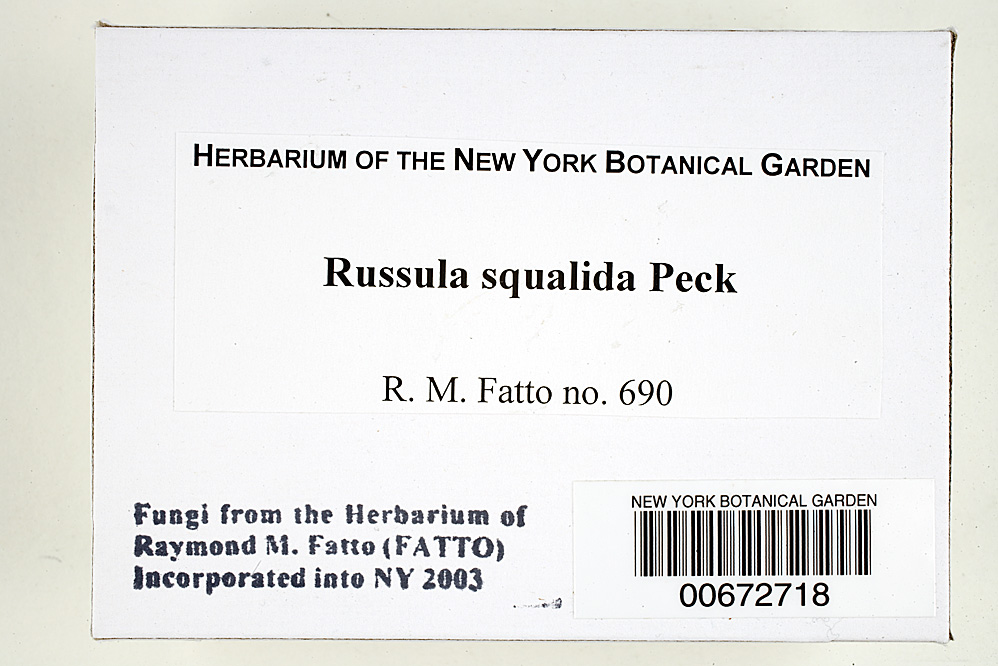 HERBARIUM OF THE NEW YORK BOTANICAL GARDEN
Russula squalida Peck
R. M. Fatto no. 690
Fungi from the Herbarium of
Raymond M. Fatto (FATTO)
Incorporated into NY 2003
NEW YORK BOTANICAL GARDEN
00672718